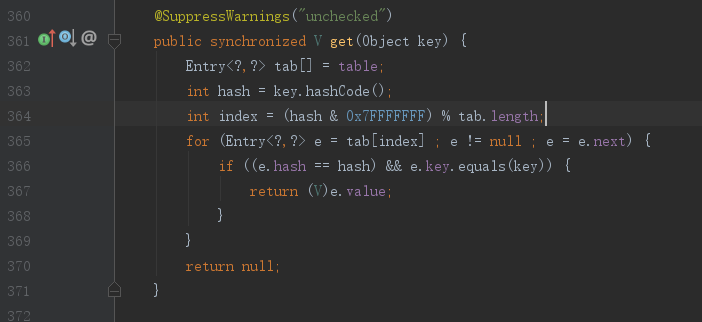 360 @SuppressWarnings("unchecked")
361 public synchronized V get(Object key) {
362 Entry<?,?> tab[] = table;
363 int hash = key.hashCode();
364 int index = (hash & 0x7FFFFFFF) % tab.length;
365 for (Entry<?,?> e = tab[index] ; e != null ; e = e.next) {
366 if ((e.hash == hash) && e.key.equals(key)) {
367 return (V)e.value;
368 }
369 }
370 return null;
371 }
372